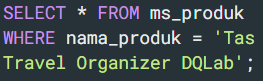 SELECT * FROM ms_produk
WHERE nama_produk = 'Tas
Travel Organizer DQLab';